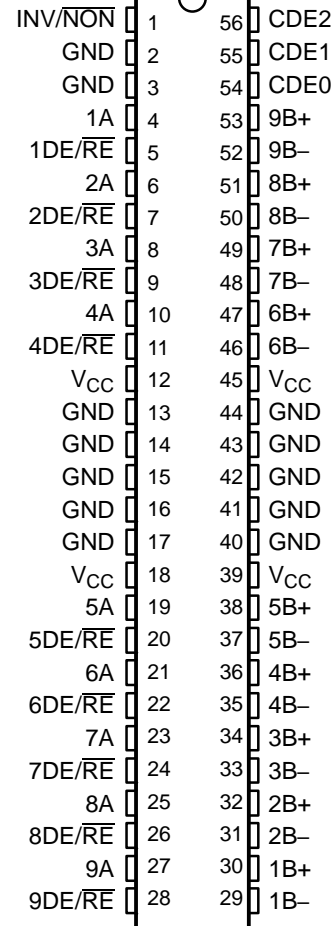 INV/NON 1 56 CDE2
GND 2 55 CDE1
GND 3 54 CDE0
1A 4 53 9B+
1DE/RE 5 52 9B–
2A 6 51 8B+
2DE/RE 7 50 8B–
3A 8 49 7B+
3DE/RE 9 48 7B–
4A 10 47 6B+
4DE/RE 11 46 6B–
VCC 12 45 VCC
GND 13 44 GND
GND 14 43 GND
GND 15 42 GND
GND 16 41 GND
GND 17 40 GND
VCC 18 39 VCC
5A 19 38 5B+
5DE/RE 20 37 5B–
6A 21 36 4B+
6DE/RE 22 35 4B–
7A 23 34 3B+
7DE/RE 24 33 3B–
8A 25 32 2B+
8DE/RE 26 31 2B–
9A 27 30 1B+
9DE/RE 28 29 1B–